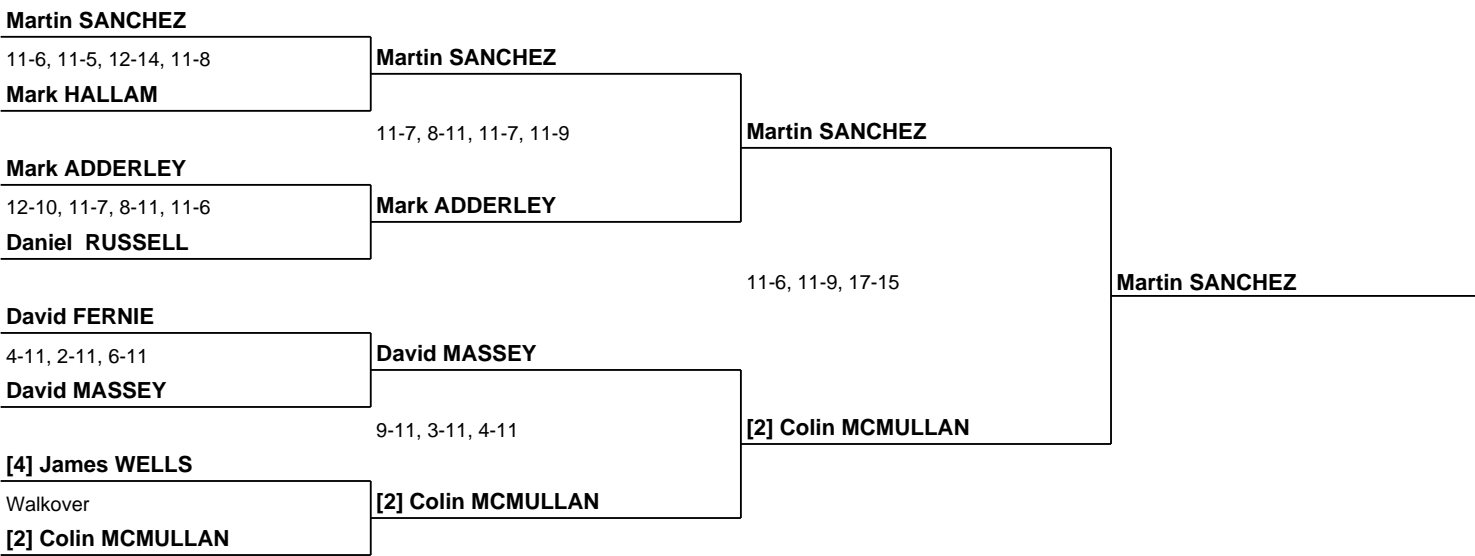 Martin SANCHEZ
11-6, 11-5, 12-14, 11-8
Martin SANCHEZ
Mark HALLAM
11-7, 8-11, 11-7, 11-9
Martin SANCHEZ
Mark ADDERLEY
12-10, 11-7, 8-11, 11-6
Mark ADDERLEY
Daniel  RUSSELL
11-6, 11-9, 17-15
Martin SANCHEZ
David FERNIE
4-11, 2-11, 6-11
David MASSEY
David MASSEY
9-11, 3-11, 4-11
[2] Colin MCMULLAN
[4] James WELLS
Walkover
[2] Colin MCMULLAN
[2] Colin MCMULLAN